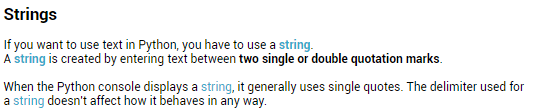 Strings
If you want to use text in Python, you have to use a string.
A string is created by entering text between two single or double quotation marks.
When the Python console displays a string, it generally uses single quotes. The delimiter used for
a string doesn't affect how it behaves in any way.